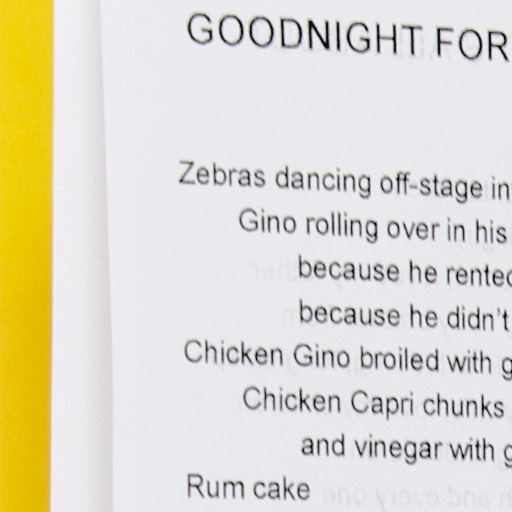 GOODNIGHT FOR
Zebras dancing off-stage in
Gino rolling over in his
because he rented
because he didn't
Chicken Gino broiled with g
Chicken Capri chunks
and vinegar with g
Rum cake